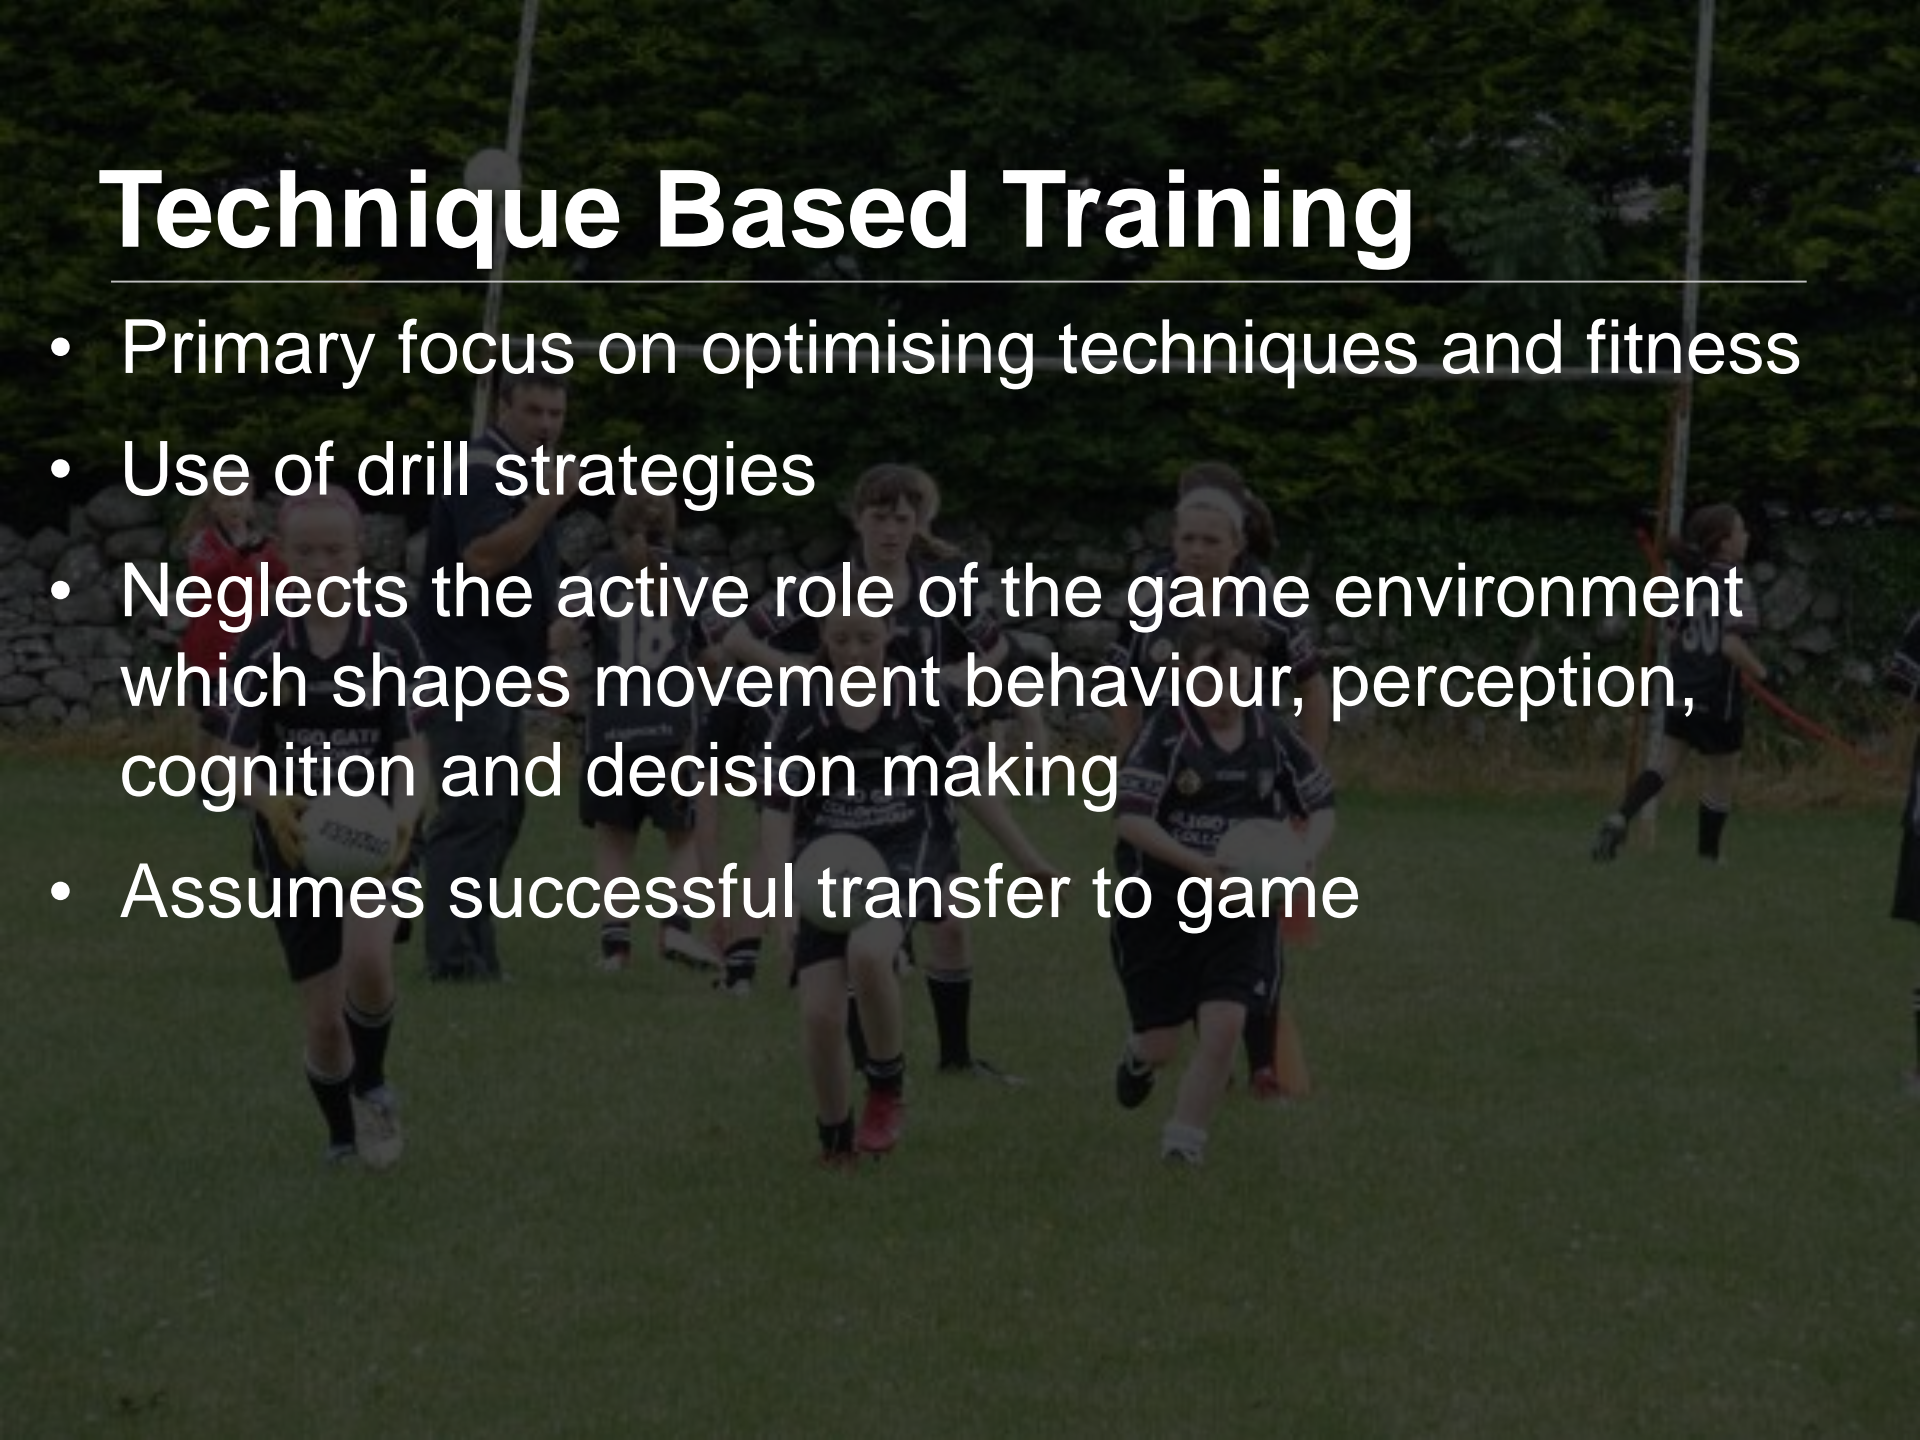 Technique Based Training
• Primary focus on optimising techniques and fitness
• Use of drill strategies
• Neglects the active role of the game environment
which shapes movement behaviour, perception,
cognition and decision making
• Assumes successful transfer to game
18